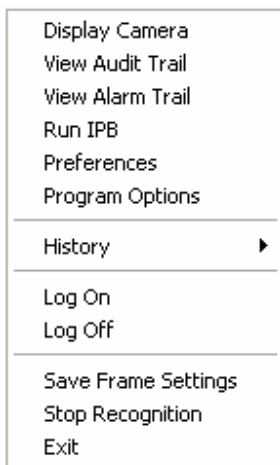 Display Camera
View Audit Trail
View Alarm Trail
Run IPB
Preferences
Program Options
History
Log On
Log Off
Save Frame Settings
Stop Recognition
Exit